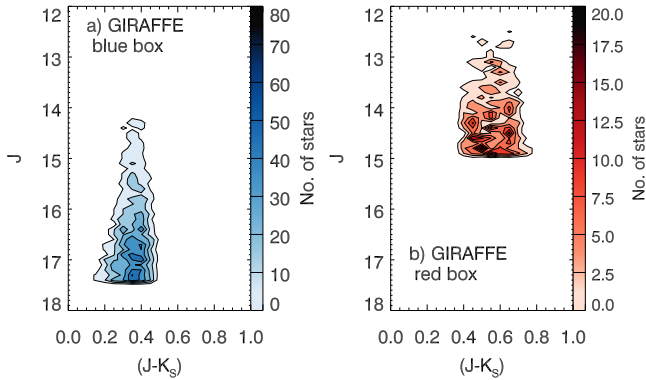 a) GIRAFFE
blue box
12
13
14
15
16
17
18
J
0.0 0.2 0.4 0.6 0.8 1.0
(J-KS)
80
70
60
50
40
30
20
10
0
No. of stars
b) GIRAFFE
red box
12
13
14
15
16
17
18
J
0.0 0.2 0.4 0.6 0.8 1.0
(J-KS)
20.0
17.5
15.0
12.5
10.0
7.5
5.0
2.5
0.0
No. of stars